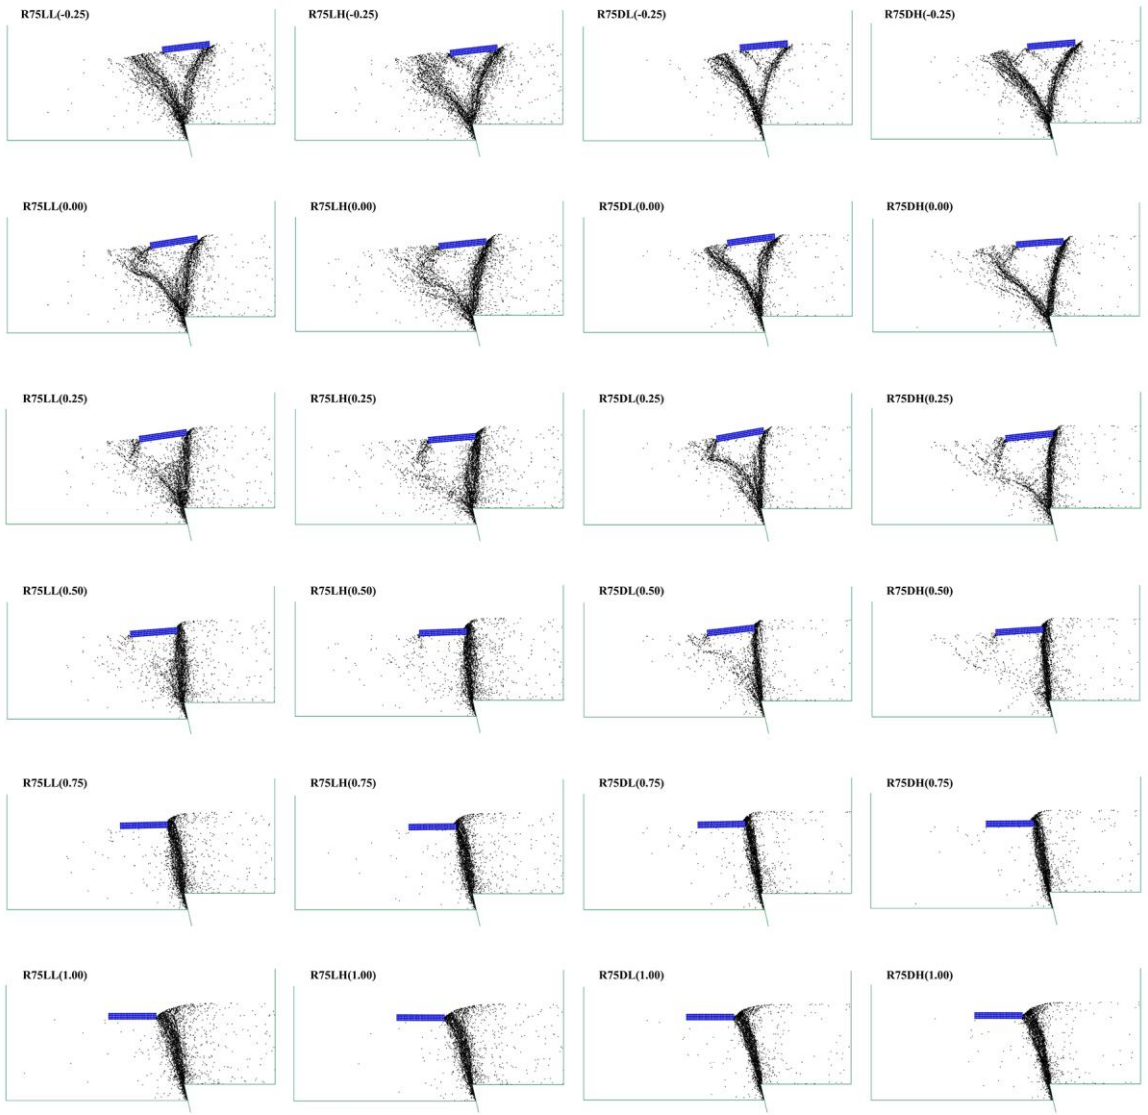 R75LL(-0.25) R75LH(-0.25) R75DL(-0.25) R75DH(-0.25)
R75LL(0.00) R75LH(0.00) R75DL(0.00) R75DH(0.00)
R75LL(0.25) R75LH(0.25) R75DL(0.25) R75DH(0.25)
R75LL(0.50) R75LH(0.50) R75DL(0.50) R75DH(0.50)
R75LL(0.75) R75LH(0.75) R75DL(0.75) R75DH(0.75)
R75LL(1.00) R75LH(1.00) R75DL(1.00) R75DH(1.00)